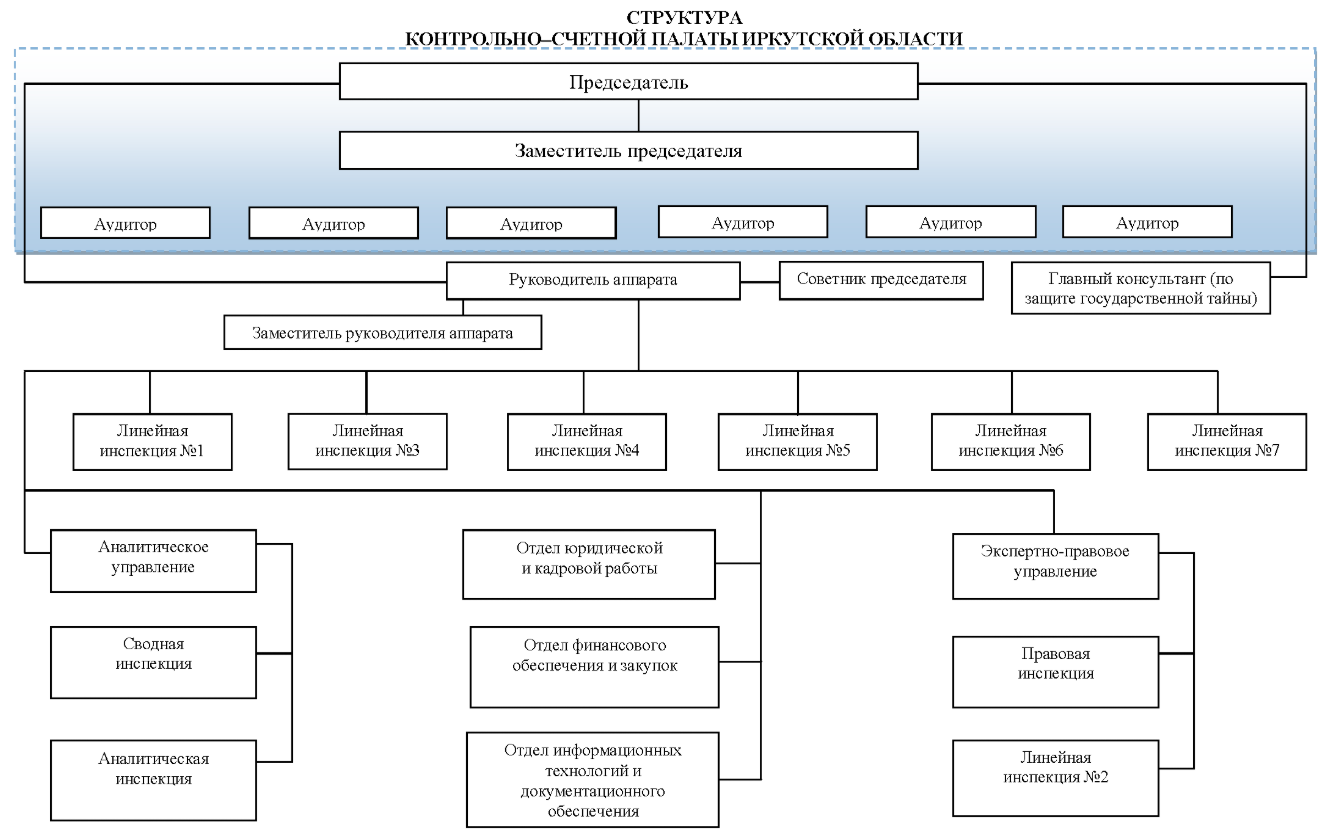 СТРУКТУРА
КОНТРОЛЬНО–СЧЕТНОЙ ПАЛАТЫ ИРКУТСКОЙ ОБЛАСТИ
Председатель
Заместитель председателя
Аудитор
Аудитор
Аудитор
Аудитор
Аудитор
Аудитор
Руководитель аппарата
Советник председателя
Главный консультант (по
защите государственной тайны)
Заместитель руководителя аппарата
Линейная
инспекция №1
Линейная
инспекция №3
Линейная
инспекция №4
Линейная
инспекция №5
Линейная
инспекция №6
Линейная
инспекция №7
Аналитическое
управление
Отдел юридической
и кадровой работы
Экспертно-правовое
управление
Сводная
инспекция
Отдел финансового
обеспечения и закупок
Правовая
инспекция
Аналитическая
инспекция
Отдел информационных
технологий и
документационного
обеспечения
Линейная
инспекция №2